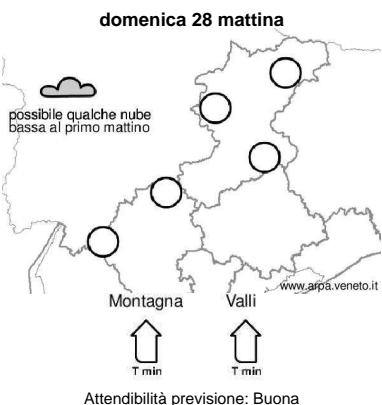 domenica 28 mattina
possibile qualche nube
bassa al primo mattino
www.arpa.veneto.it
Montagna Valli
T min T min
Attendibilità previsione: Buona